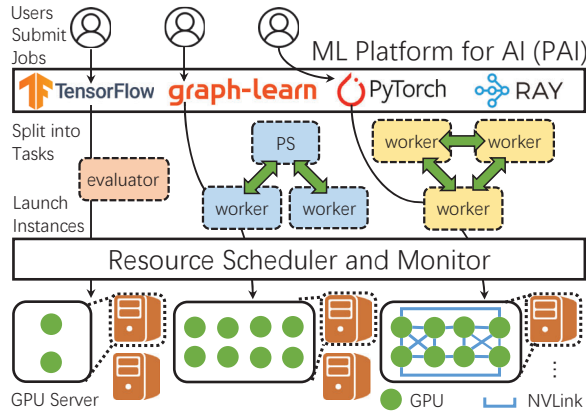 Users
Submit
Jobs
ML Platform for AI (PAI)
TensorFlow
graph-learn
PyTorch
RAY
Split into
Tasks
evaluator
PS
worker
worker
worker
worker
worker
Launch
Instances
Resource Scheduler and Monitor
GPU Server
GPU
NVLink